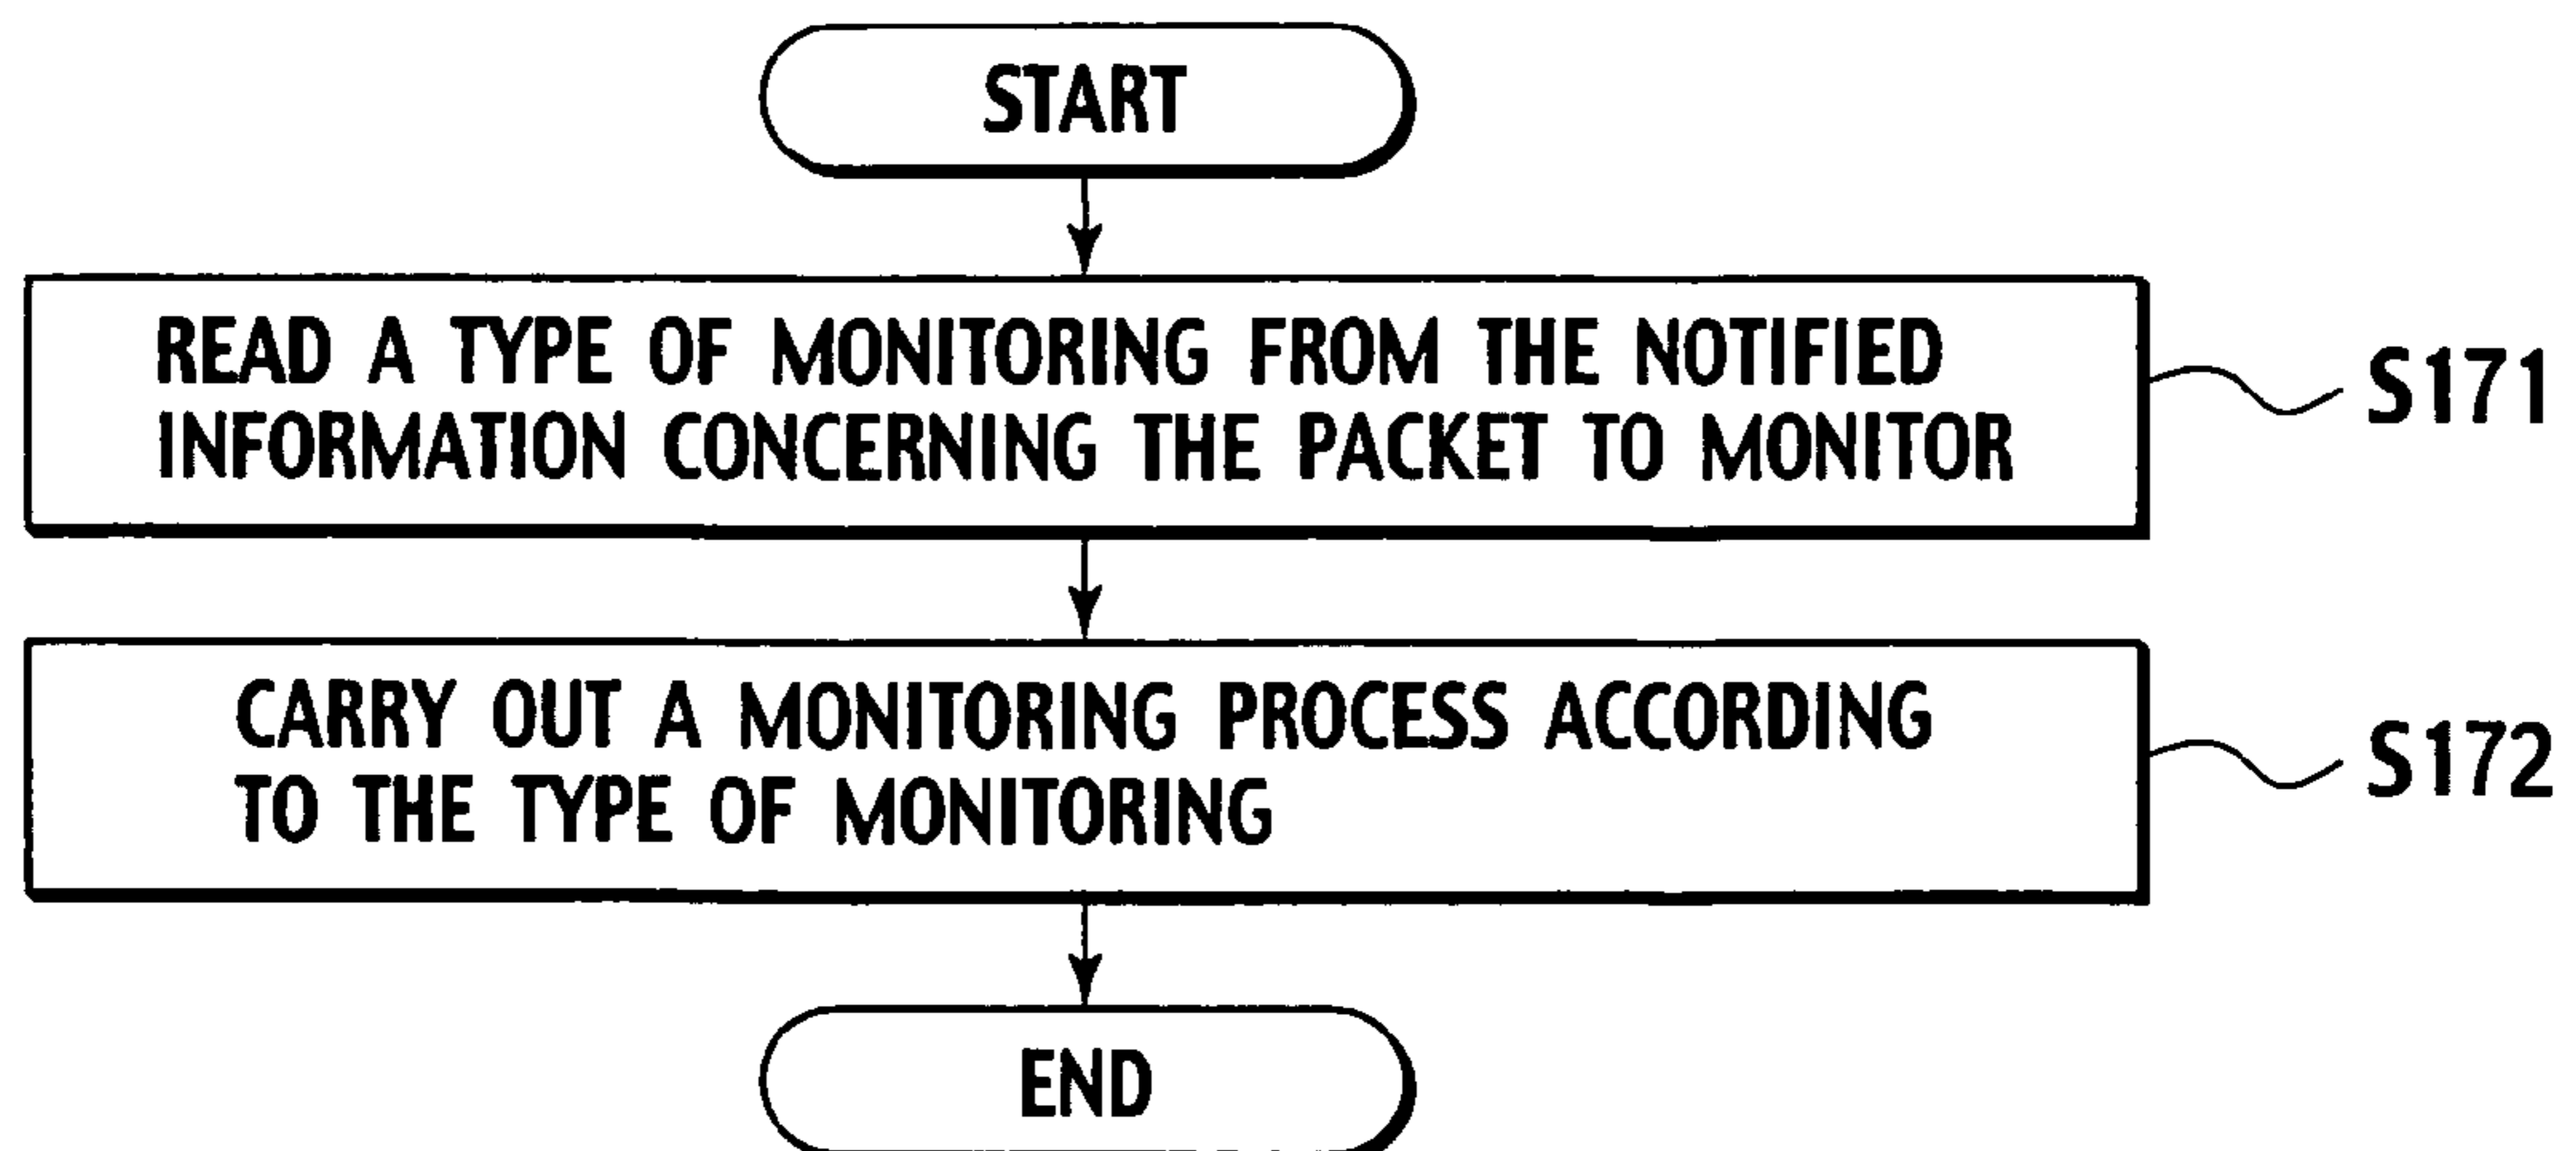 START
READ A TYPE OF MONITORING FROM THE NOTIFIED
INFORMATION CONCERNING THE PACKET TO MONITOR
S171
CARRY OUT A MONITORING PROCESS ACCORDING
TO THE TYPE OF MONITORING
S172
END